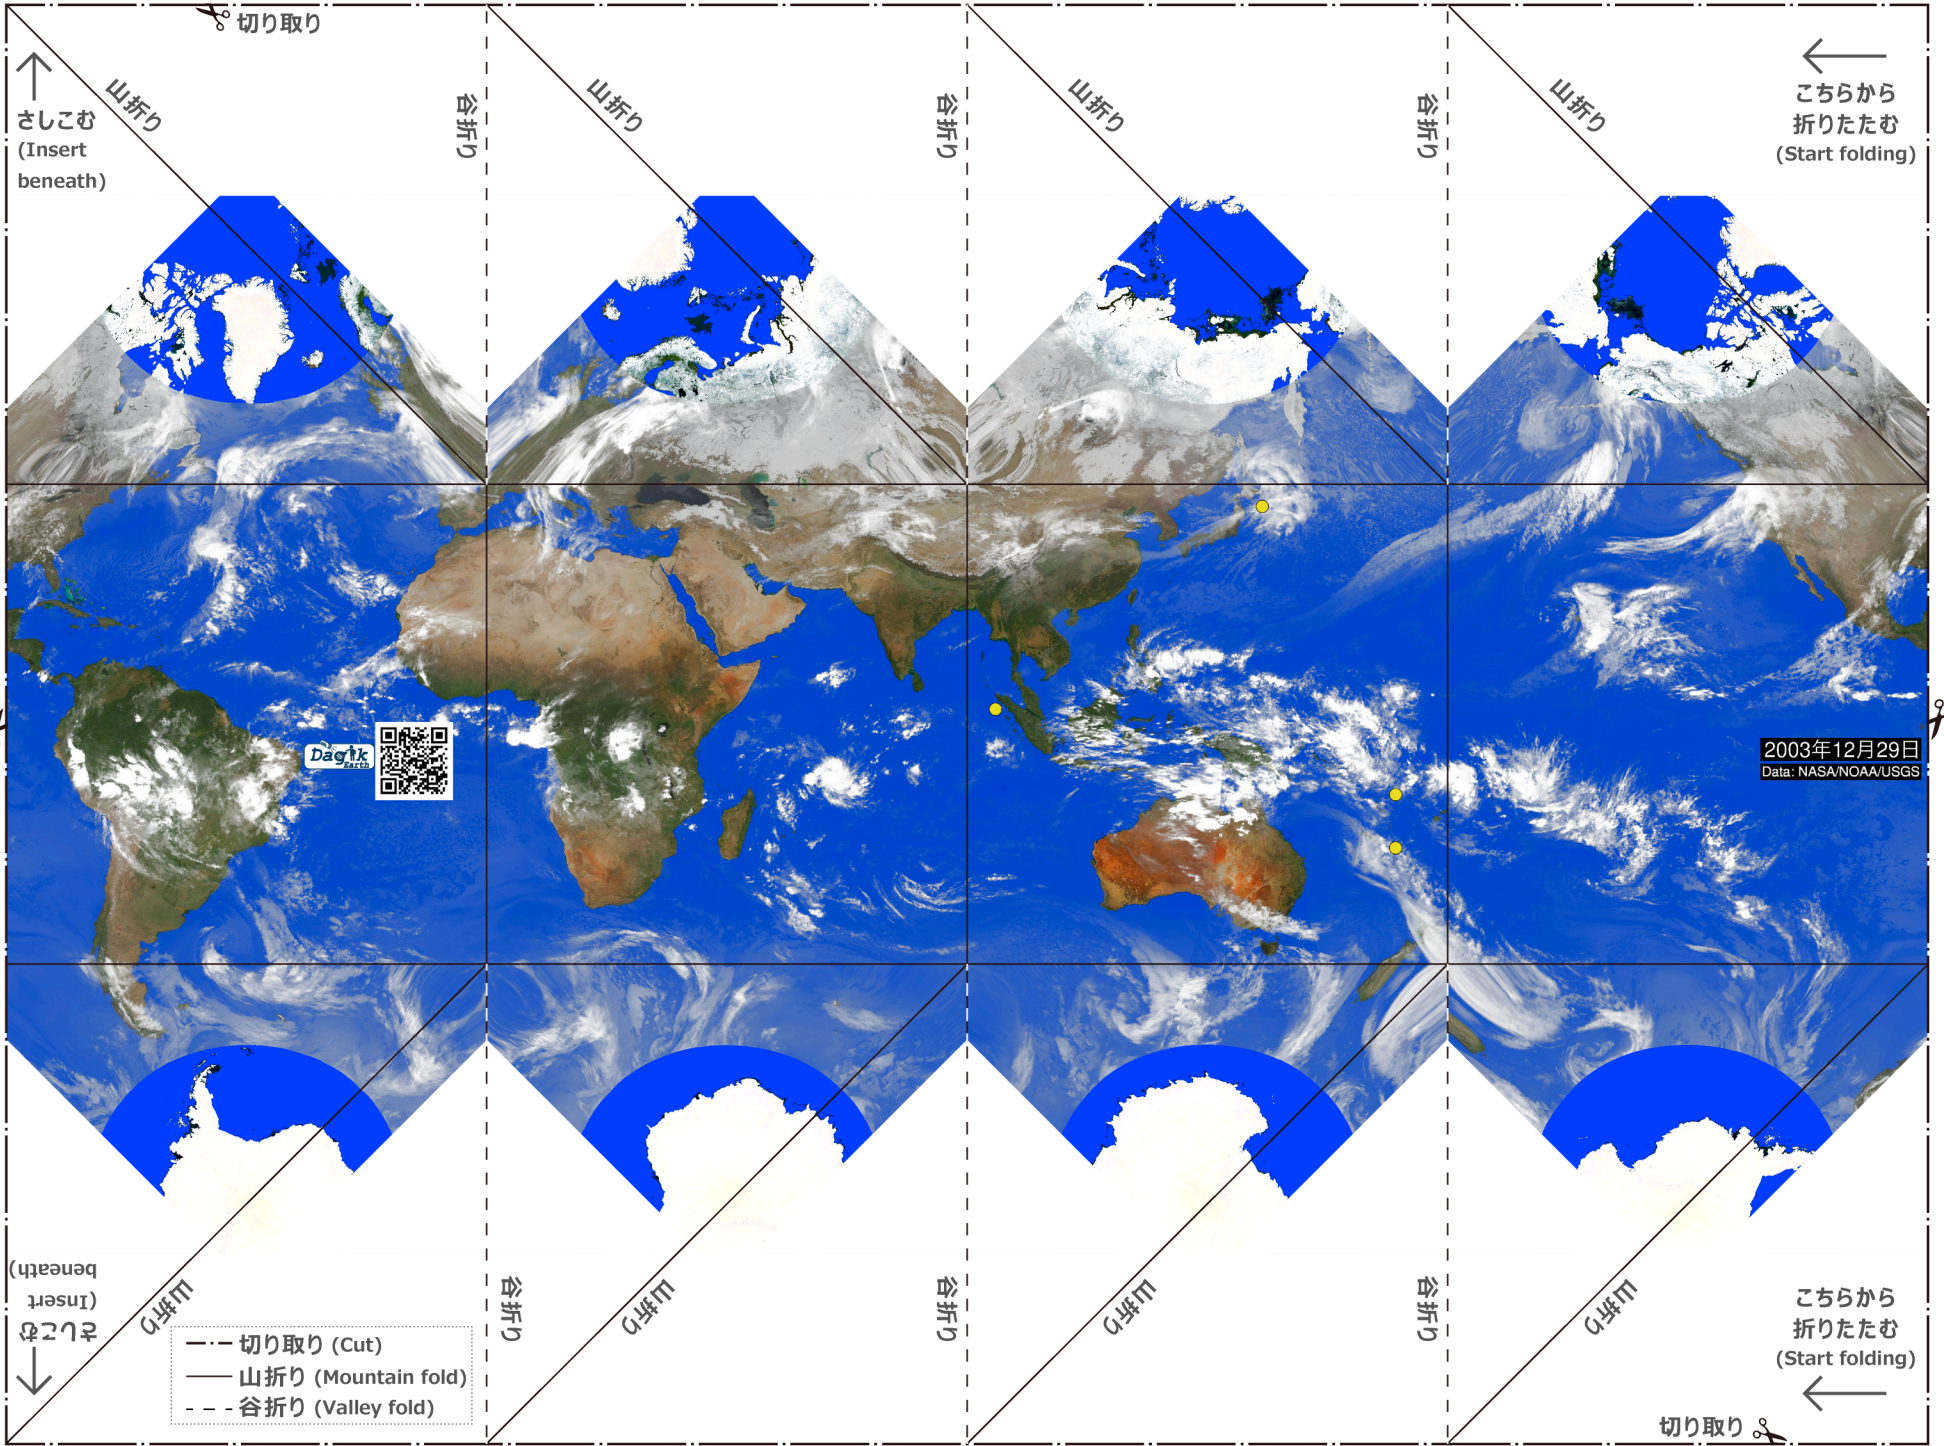 切り取り
さしこむ
(Insert
beneath)
山折り
谷折り
山折り
谷折り
山折り
谷折り
山折り
こちらから
折りたたむ
(Start folding)
Dagik
Earth
2003年12月29日
Data: NASA/NOAA/USGS
さしこむ
(Insert
beneath)
山折り
谷折り
山折り
谷折り
山折り
谷折り
山折り
こちらから
折りたたむ
(Start folding)
切り取り (Cut)
山折り (Mountain fold)
谷折り (Valley fold)
切り取り